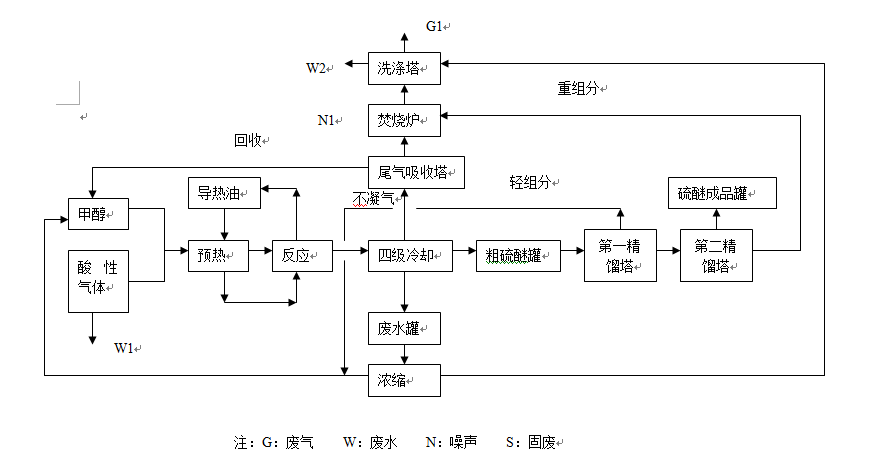 G1
W2
洗涤塔
重组分
N1
焚烧炉
回收
尾气吸收塔
轻组分
导热油
不凝气
硫醚成品罐
甲醇
预热
反应
四级冷却
粗硫醚罐
第一精
馏塔
第二精
馏塔
酸 性
气体
废水罐
W1
浓缩
注：G：废气 W：废水 N：噪声 S：固废